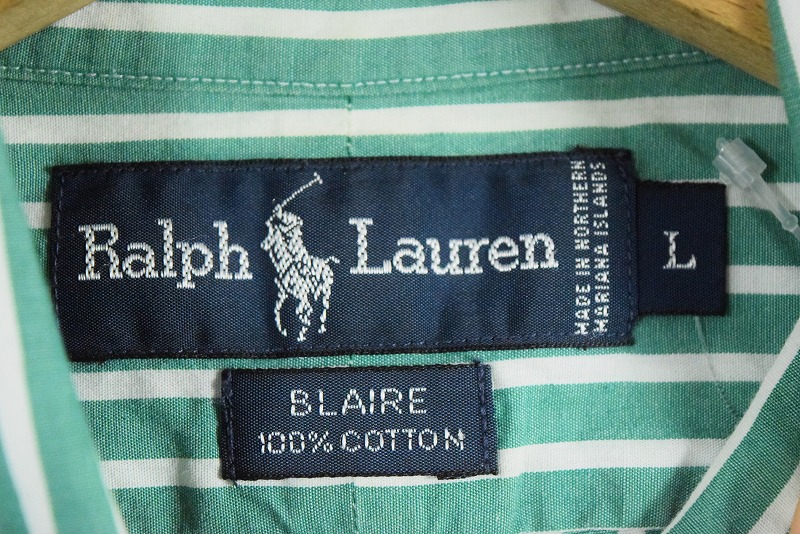 Ralph Lauren
MADE IN NORTHERN
MARIANA ISLANDS
L
BLAIRE
100% COTTON